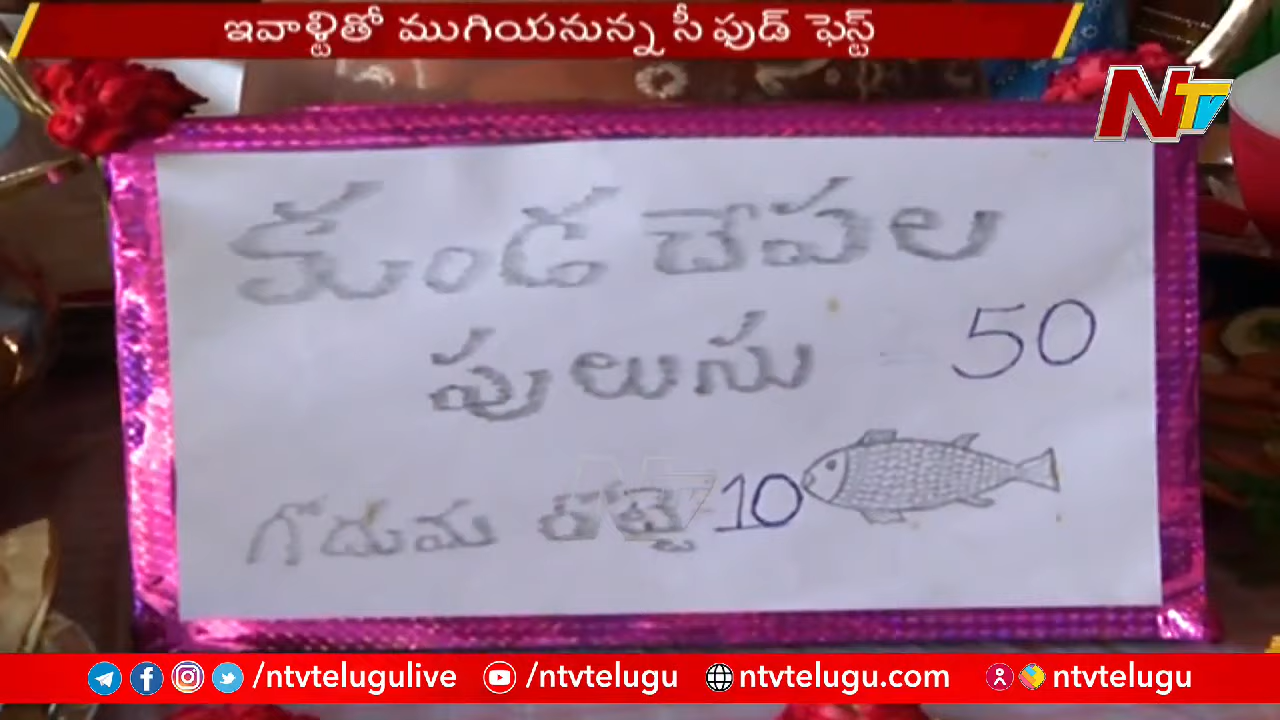 ఇవాళ్టితో ముగియనున్న సీ ఫుడ్ ఫెస్ట్
NTV
కుండ చేపల
పులుసు 50
గోదుమ రొట్టె 10
/ntvtelugulive /ntvtelugu ntvtelugu.com ntvtelugu